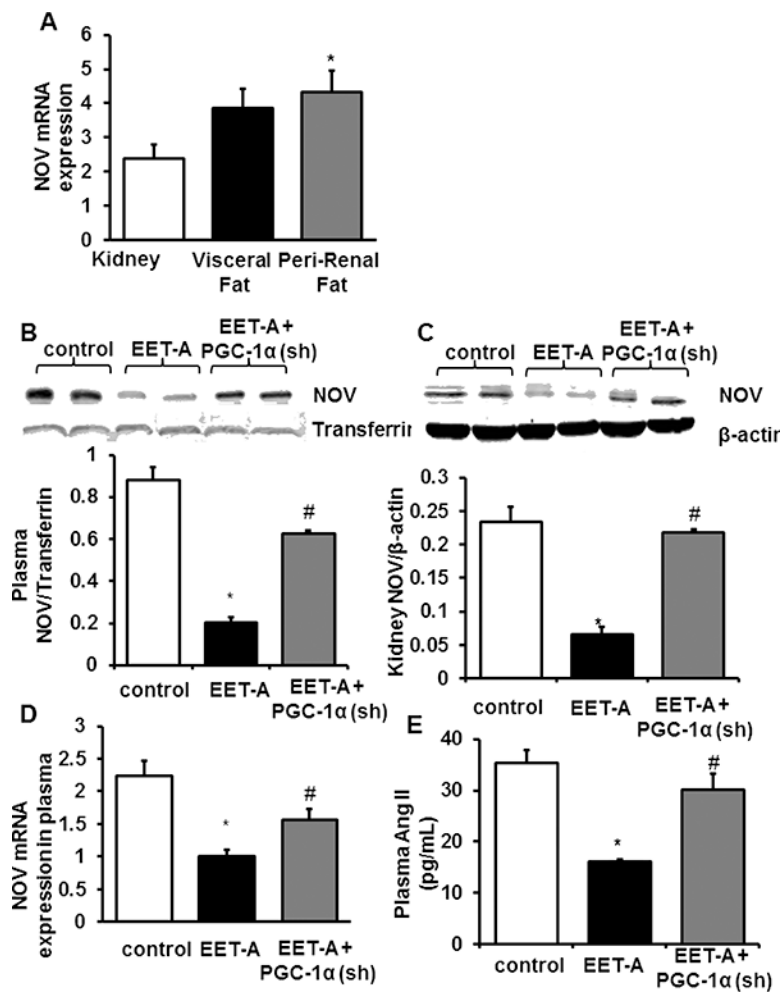 A
NOV mRNA
expression
6
5
4
3
2
1
0
*
Kidney
Visceral
Fat
Peri-Renal
Fat
B
control
EET-A
EET-A +
PGC-1α (sh)
NOV
Transferrin
Plasma
NOV/Transferrin
1
0.8
0.6
0.4
0.2
0
*
#
control
EET-A
EET-A+
PGC-1α (sh)
C
control
EET-A
EET-A +
PGC-1α (sh)
NOV
β-actin
Kidney NOV/β-actin
0.3
0.25
0.2
0.15
0.1
0.05
0
*
#
control
EET-A
EET-A+
PGC-1α (sh)
D
NOV mRNA
expression in plasma
2.5
2
1.5
1
0.5
0
*
#
control
EET-A
EET-A+
PGC-1α (sh)
E
Plasma Ang II
(pg/mL)
40
30
20
10
0
*
#
control
EET-A
EET-A+
PGC-1α (sh)